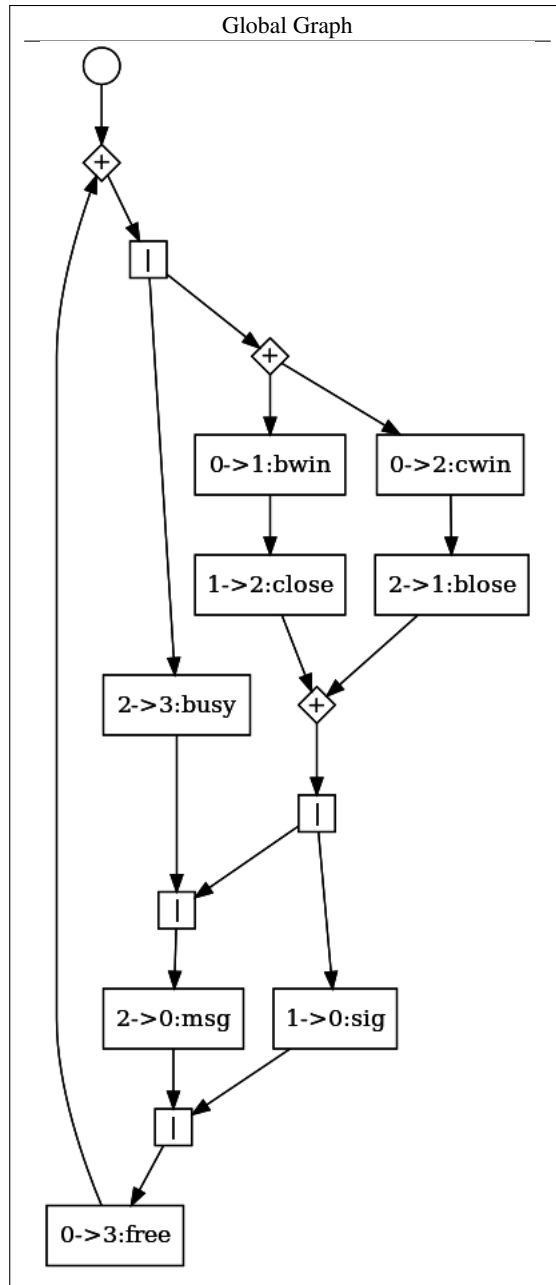 Global Graph
+
|
+
0->1:bwin 0->2:cwin
1->2:close 2->1:blose
2->3:busy
+
|
|
2->0:msg 1->0:sig
|
0->3:free